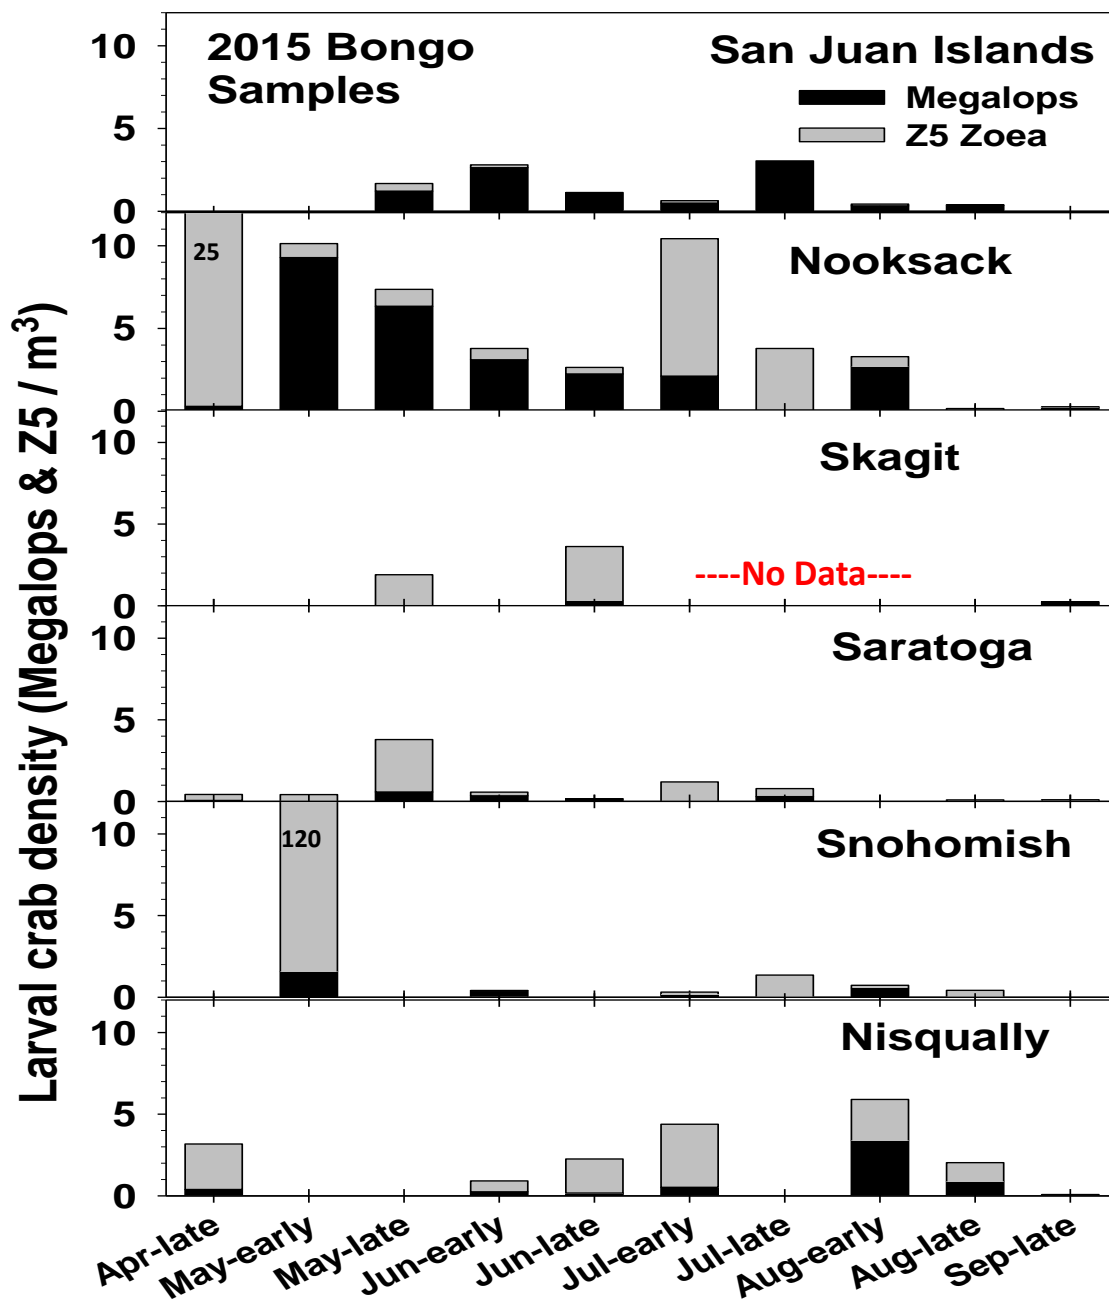 2015 Bongo
Samples
San Juan Islands
Megalops
Z5 Zoea
10
5
0
25
Nooksack
10
5
0
Skagit
10
5
0
----No Data----
Saratoga
10
5
0
120
Snohomish
10
5
0
Nisqually
10
5
0
Larval crab density (Megalops & Z5 / m³)
Apr-late
May-early
May-late
Jun-early
Jun-late
Jul-early
Jul-late
Aug-early
Aug-late
Sep-late